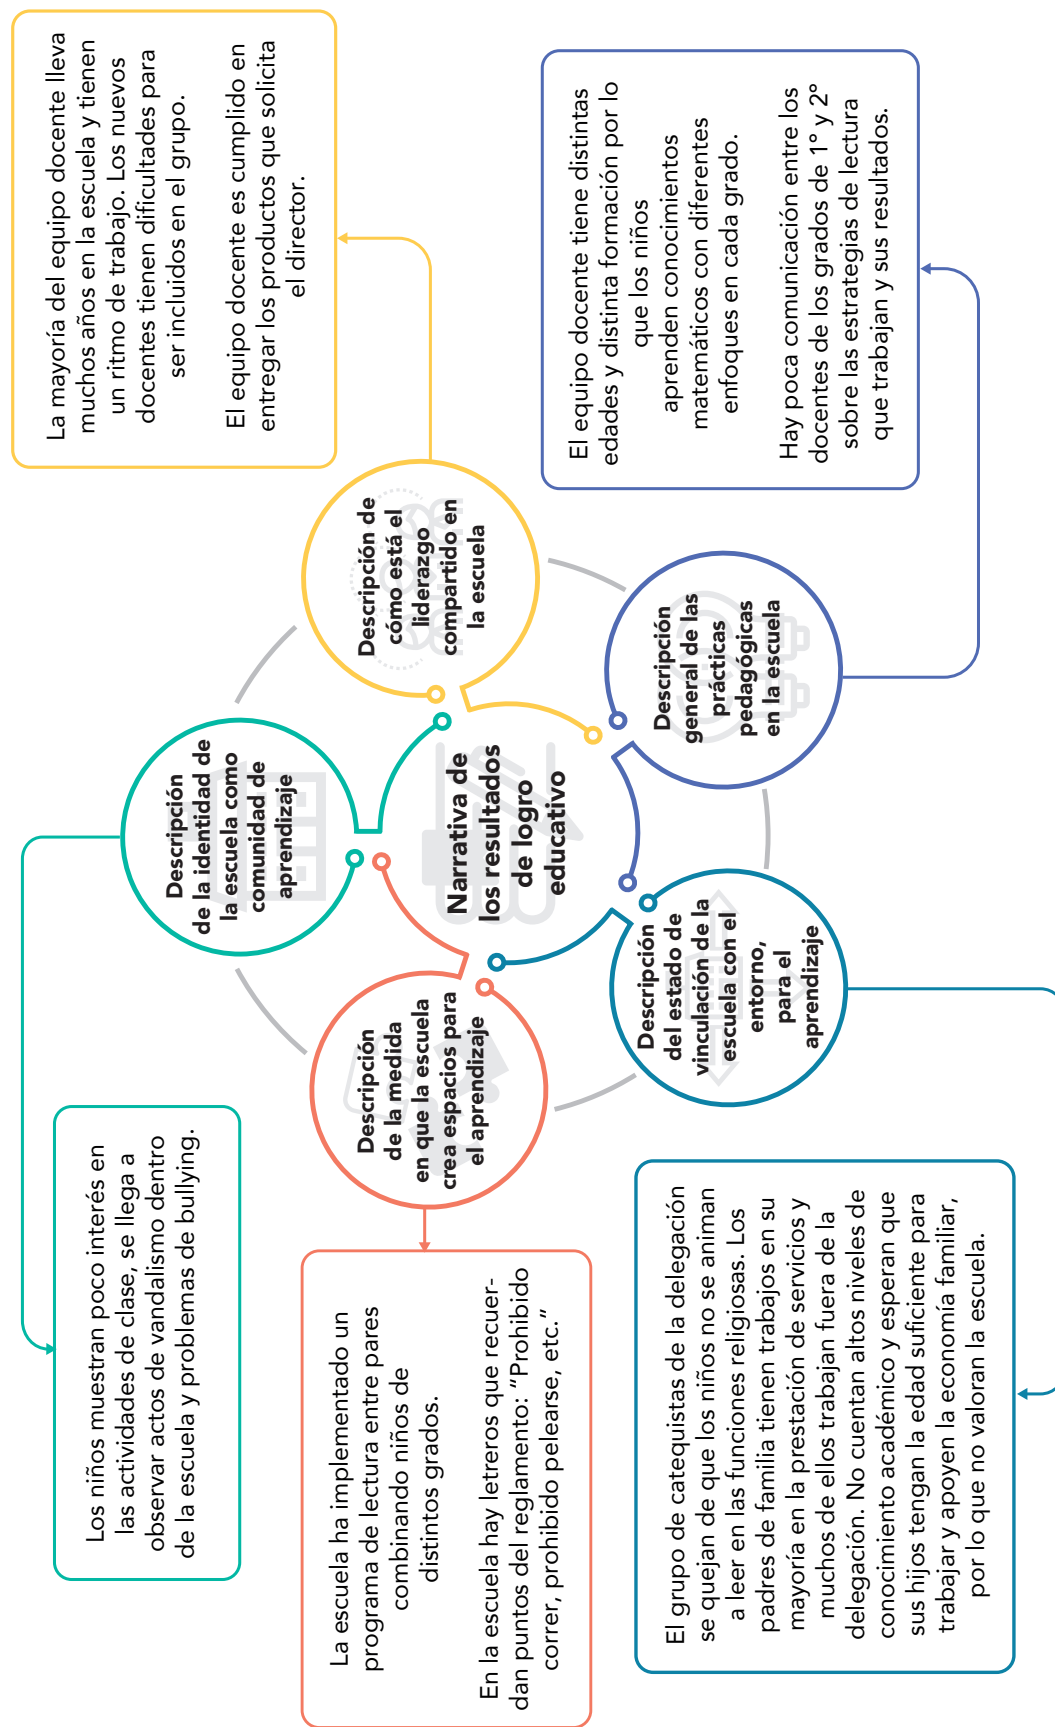 Los niños muestran poco interés en
las actividades de clase, se llega a
observar actos de vandalismo dentro
de la escuela y problemas de bullying.
Descripción
de la identidad de
la escuela como
comunidad de
aprendizaje
La mayoría del equipo docente lleva
muchos años en la escuela y tienen
un ritmo de trabajo. Los nuevos
docentes tienen dificultades para
ser incluidos en el grupo.
El equipo docente es cumplido en
entregar los productos que solicita
el director.
La escuela ha implementado un
programa de lectura entre pares
combinando niños de
distintos grados.
En la escuela hay letreros que recuer-
dan puntos del reglamento: "Prohibido
correr, prohibido pelearse, etc."
Descripción
de la medida
en que la escuela
crea espacios para
el aprendizaje
Descripción de
cómo está el
liderazgo
compartido en
la escuela
Narrativa de
los resultados
de logro
educativo
El grupo de catequistas de la delegación
se quejan de que los niños no se animan
a leer en las funciones religiosas. Los
padres de familia tienen trabajos en su
mayoría en la prestación de servicios y
muchos de ellos trabajan fuera de la
delegación. No cuentan altos niveles de
conocimiento académico y esperan que
sus hijos tengan la edad suficiente para
trabajar y apoyen la economía familiar,
por lo que no valoran la escuela.
Descripción
del estado de
vinculación de la
escuela con el
entorno,
para el
aprendizaje
Descripción
general de las
prácticas
pedagógicas
en la escuela
El equipo docente tiene distintas
edades y distinta formación por lo
que los niños
aprenden conocimientos
matemáticos con diferentes
enfoques en cada grado.
Hay poca comunicación entre los
docentes de los grados de 1° y 2°
sobre las estrategias de lectura
que trabajan y sus resultados.